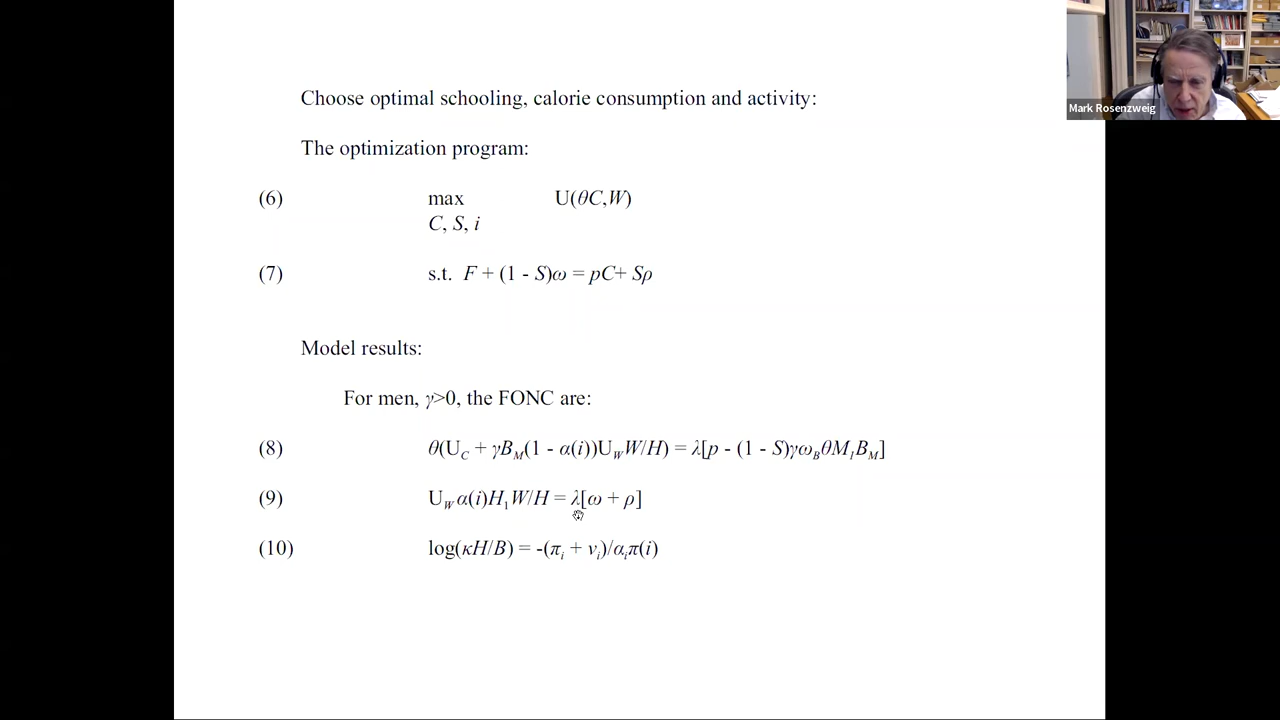 Choose optimal schooling, calorie consumption and activity:
The optimization program:
(6) max U(θC,W)
C, S, i
(7) s.t. F + (1 - S)ω = pC+ Sρ
Model results:
For men, γ>0, the FONC are:
(8) θ(U_C + γB_M(1 - α(i))U_W W/H) = λ[p - (1 - S)γω_BθM_IB_M]
(9) U_Wα(i)H_1W/H = λ[ω + ρ]
(10) log(κH/B) = -(π_i + ν_i)/α_iπ(i)
Mark Rosenzweig